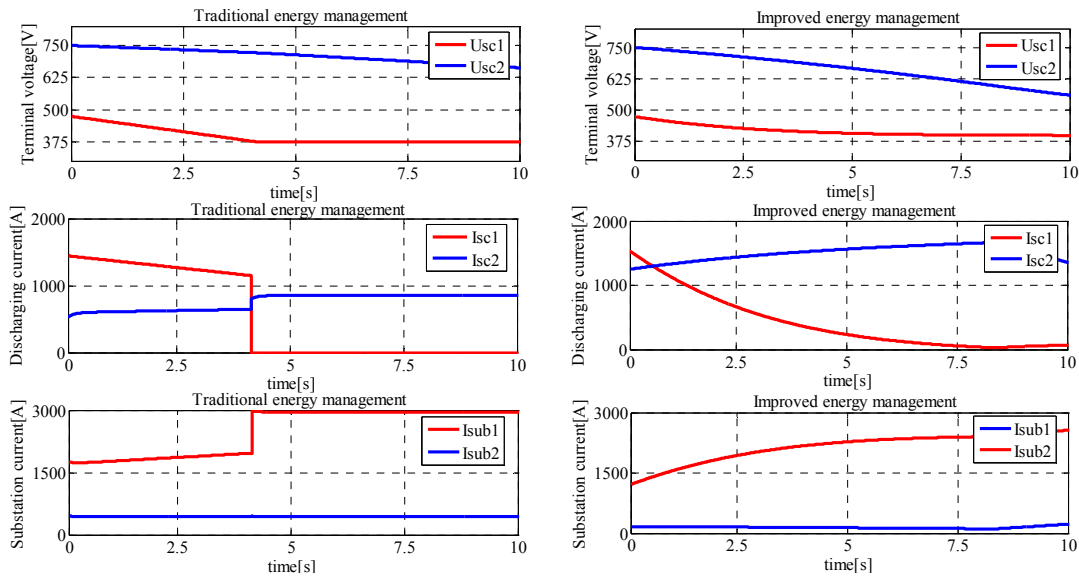 Traditional energy management
Terminal voltage[V]
750
625
500
375
Usc1
Usc2
0
2.5
5
7.5
10
time[s]
Improved energy management
Terminal voltage[V]
750
625
500
375
Usc1
Usc2
0
2.5
5
7.5
10
time[s]
Traditional energy management
Discharging current[A]
2000
1000
0
Isc1
Isc2
0
2.5
5
7.5
10
time[s]
Improved energy management
Discharging current[A]
2000
1000
0
Isc1
Isc2
0
2.5
5
7.5
10
time[s]
Traditional energy management
Substation current[A]
3000
1500
0
Isub1
Isub2
0
2.5
5
7.5
10
time[s]
Improved energy management
Substation current[A]
3000
1500
0
Isub1
Isub2
0
2.5
5
7.5
10
time[s]